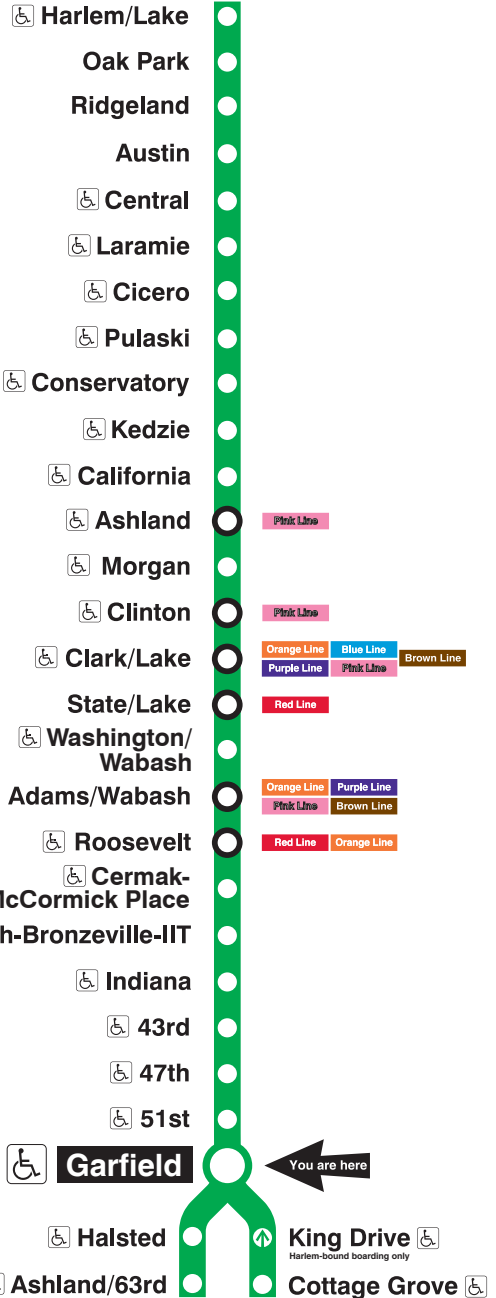 Harlem/Lake
Oak Park
Ridgeland
Austin
Central
Laramie
Cicero
Pulaski
Conservatory
Kedzie
California
Ashland Pink Line
Morgan
Clinton Pink Line
Clark/Lake Orange Line Blue Line Brown Line
Purple Line Pink Line
State/Lake Red Line
Washington/
Wabash
Adams/Wabash Orange Line Purple Line
Pink Line Brown Line
Roosevelt Red Line Orange Line
Cermak-
McCormick Place
h-Bronzeville-IIT
Indiana
43rd
47th
51st
Garfield You are here
Halsted King Drive
Harlem-bound boarding only
Ashland/63rd Cottage Grove